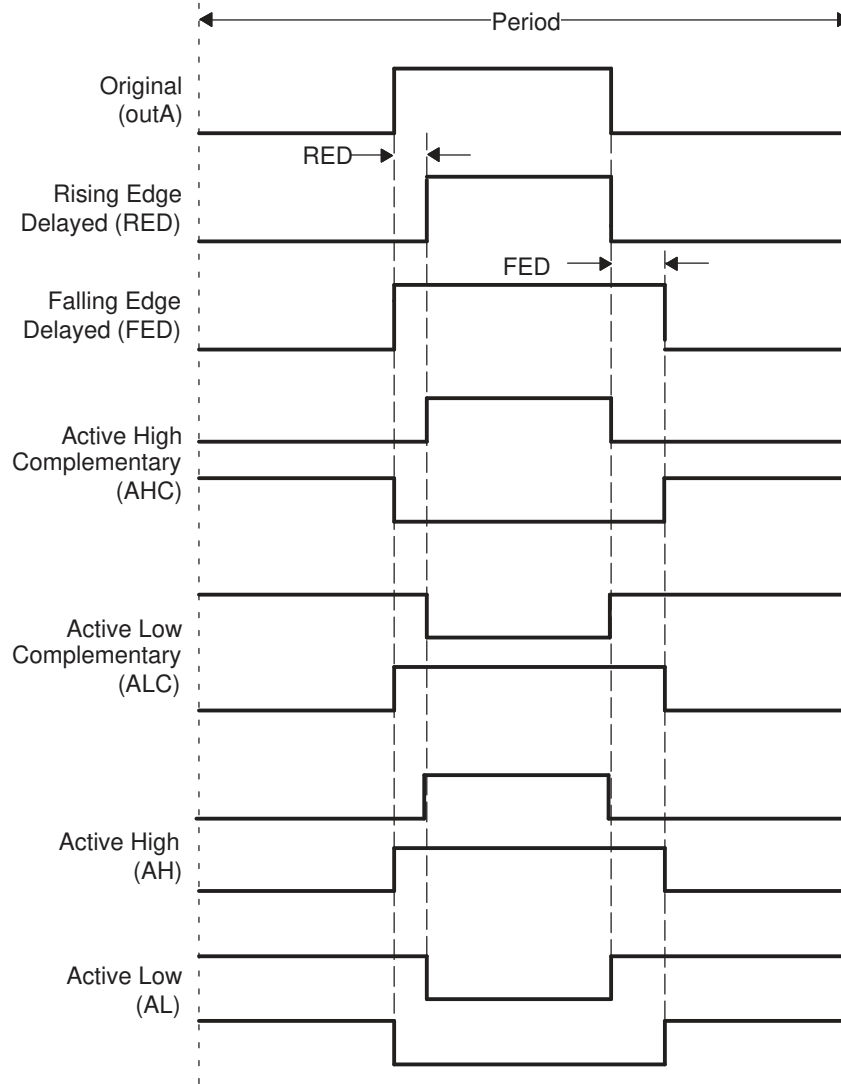 Period
Original
(outA)
RED
Rising Edge
Delayed (RED)
FED
Falling Edge
Delayed (FED)
Active High
Complementary
(AHC)
Active Low
Complementary
(ALC)
Active High
(AH)
Active Low
(AL)